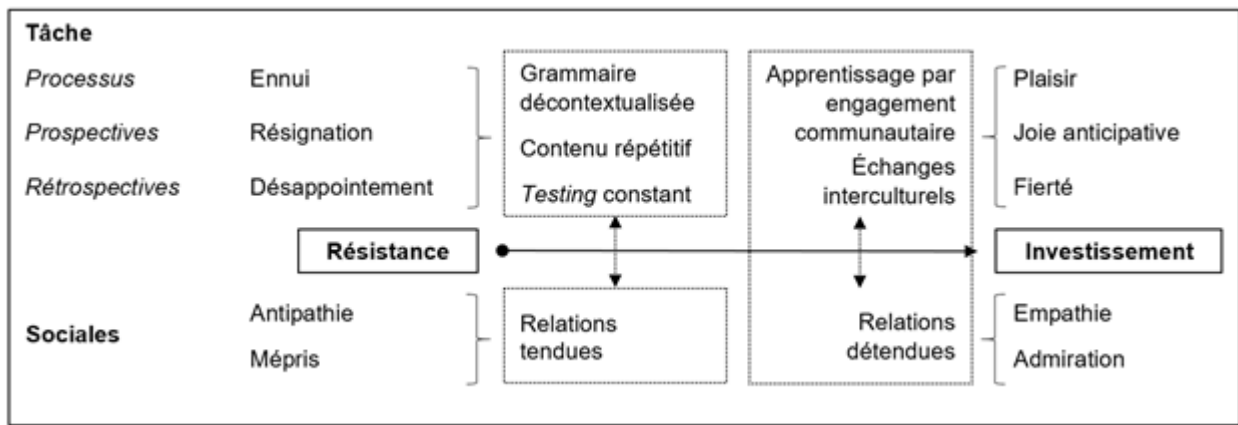 Tâche
Processus
Ennui
Grammaire
décontextualisée
Apprentissage par
engagement
communautaire
Plaisir
Prospectives
Résignation
Contenu répétitif
Joie anticipative
Rétrospectives
Désappointement
Testing constant
Échanges
interculturels
Fierté
Résistance
Investissement
Sociales
Antipathie
Mépris
Relations
tendues
Relations
détendues
Empathie
Admiration